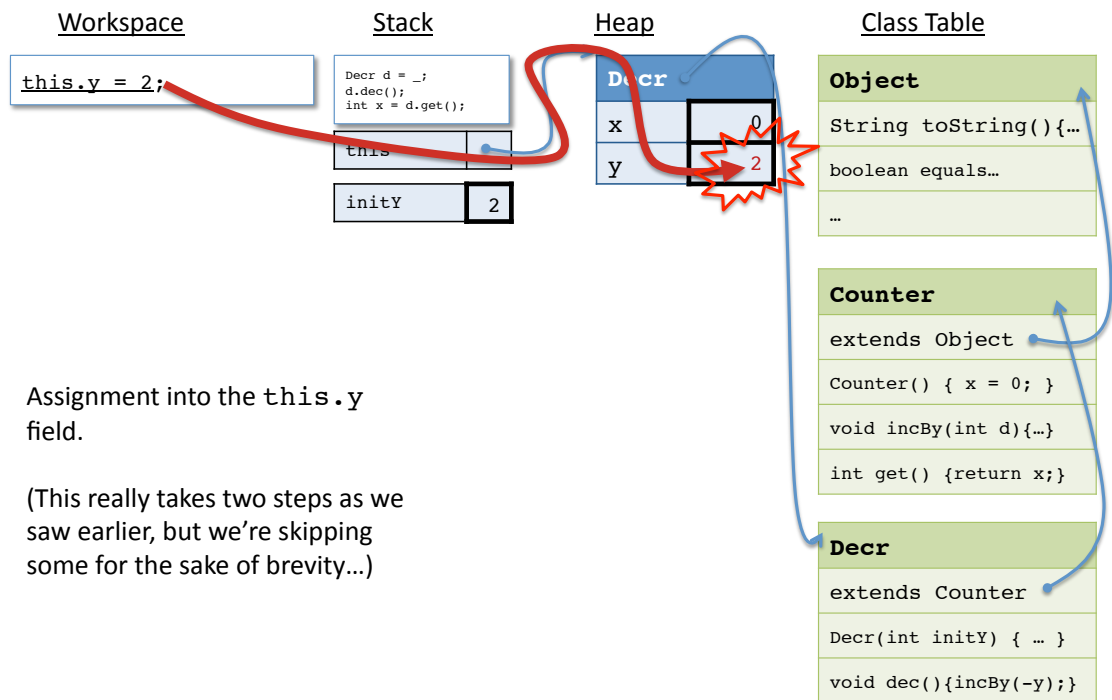 Workspace
Stack
Heap
Class Table
this.y = 2;
Decr d = _;
d.dec();
int x = d.get();
this
initY 2
Decr
x 0
y 2
Object
String toString(){…
boolean equals…
…
Counter
extends Object
Counter() { x = 0; }
void incBy(int d){…}
int get() {return x;}
Decr
extends Counter
Decr(int initY) { … }
void dec(){incBy(-y);}
Assignment into the this.y
field.
(This really takes two steps as we
saw earlier, but we’re skipping
some for the sake of brevity…)